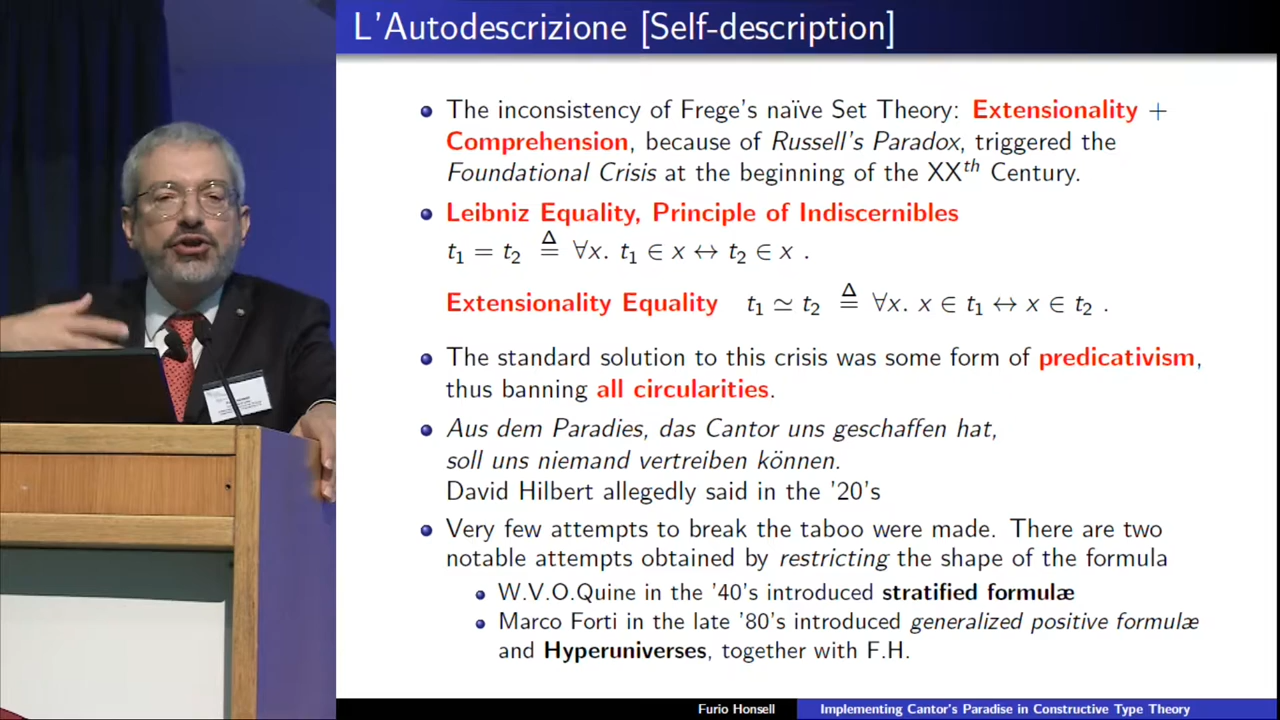 L'Autodescrizione [Self-description]
The inconsistency of Frege's naïve Set Theory: Extensionality +
Comprehension, because of Russell's Paradox, triggered the
Foundational Crisis at the beginning of the XXth Century.
Leibniz Equality, Principle of Indiscernibles
t₁ = t₂ ≜ ∀x. t₁ ∈ x ↔ t₂ ∈ x .
Extensionality Equality t₁ ≃ t₂ ≜ ∀x. x ∈ t₁ ↔ x ∈ t₂ .
The standard solution to this crisis was some form of predicativism,
thus banning all circularities.
Aus dem Paradies, das Cantor uns geschaffen hat,
soll uns niemand vertreiben können.
David Hilbert allegedly said in the '20's
Very few attempts to break the taboo were made. There are two
notable attempts obtained by restricting the shape of the formula
W.V.O.Quine in the '40's introduced stratified formulæ
Marco Forti in the late '80's introduced generalized positive formulæ
and Hyperuniverses, together with F.H.
Furio Honsell Implementing Cantor's Paradise in Constructive Type Theory